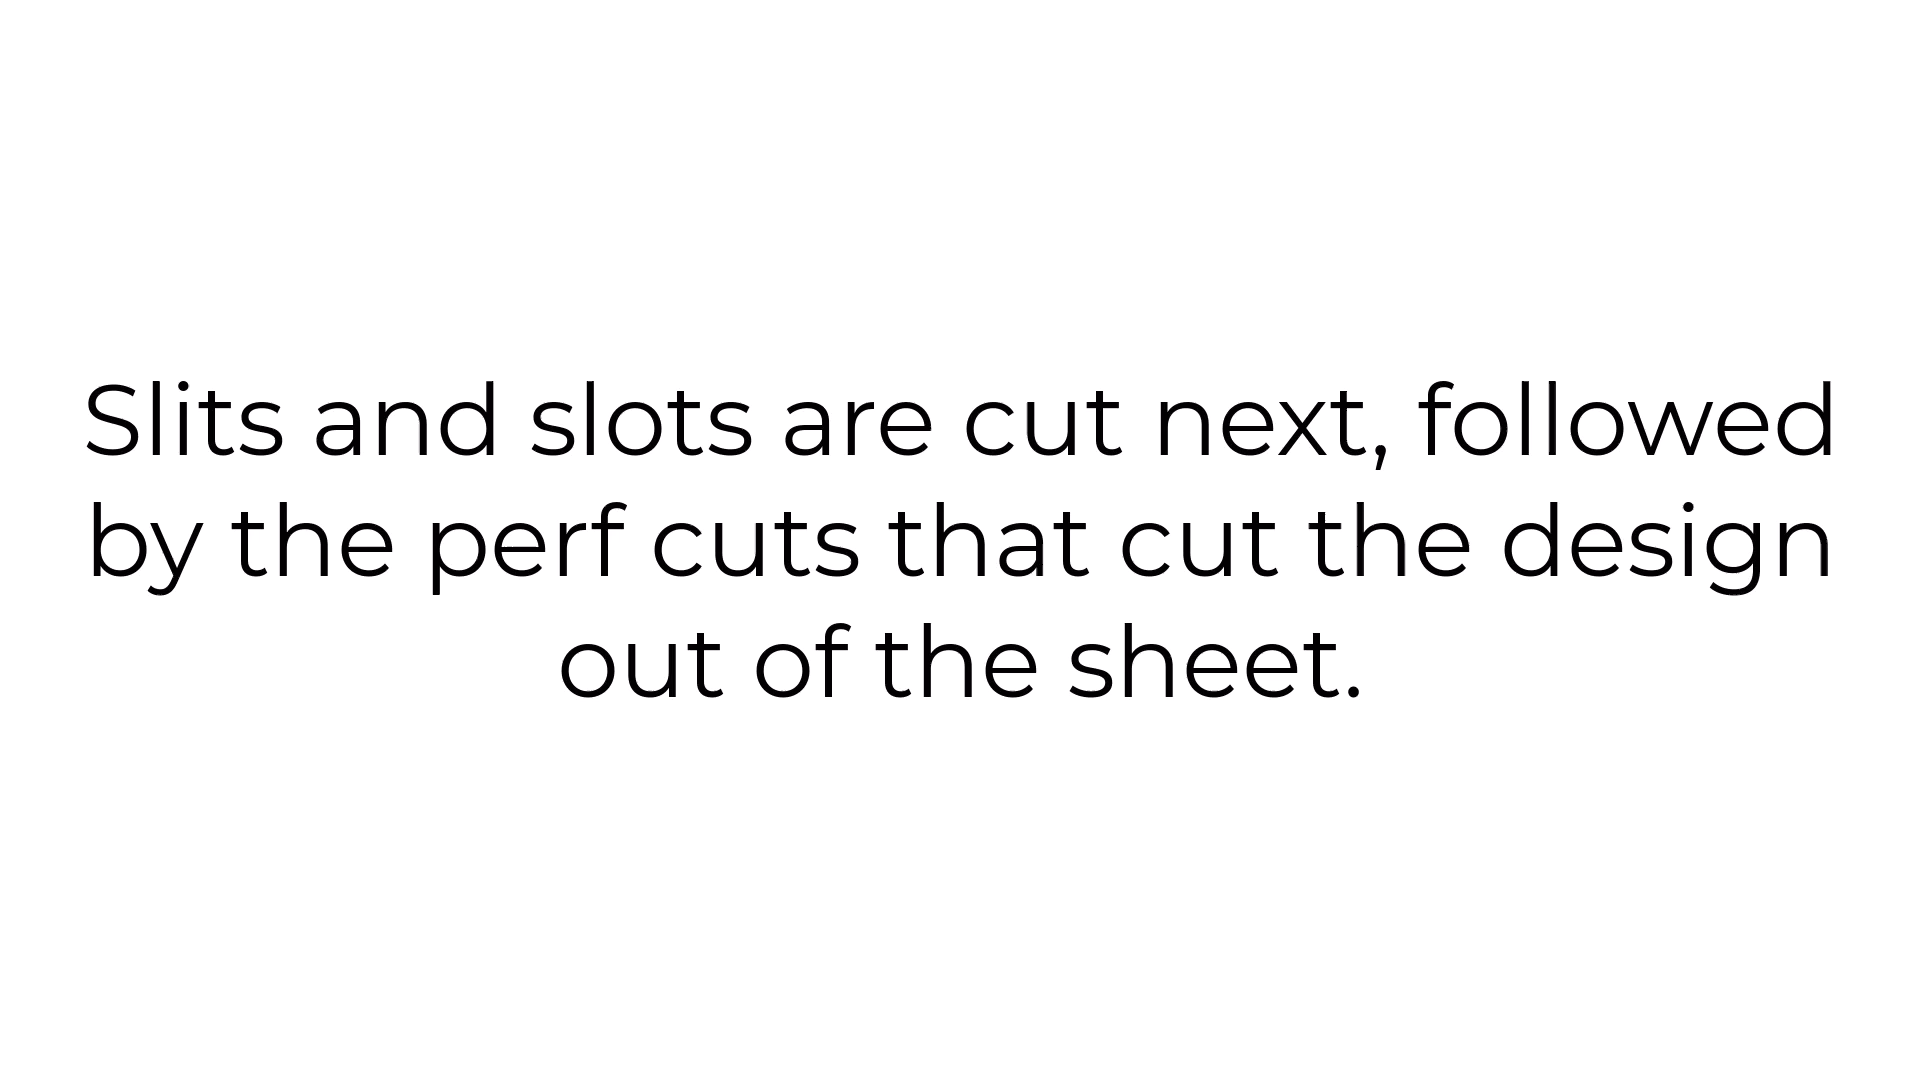 Slits and slots are cut next, followed
by the perf cuts that cut the design
out of the sheet.